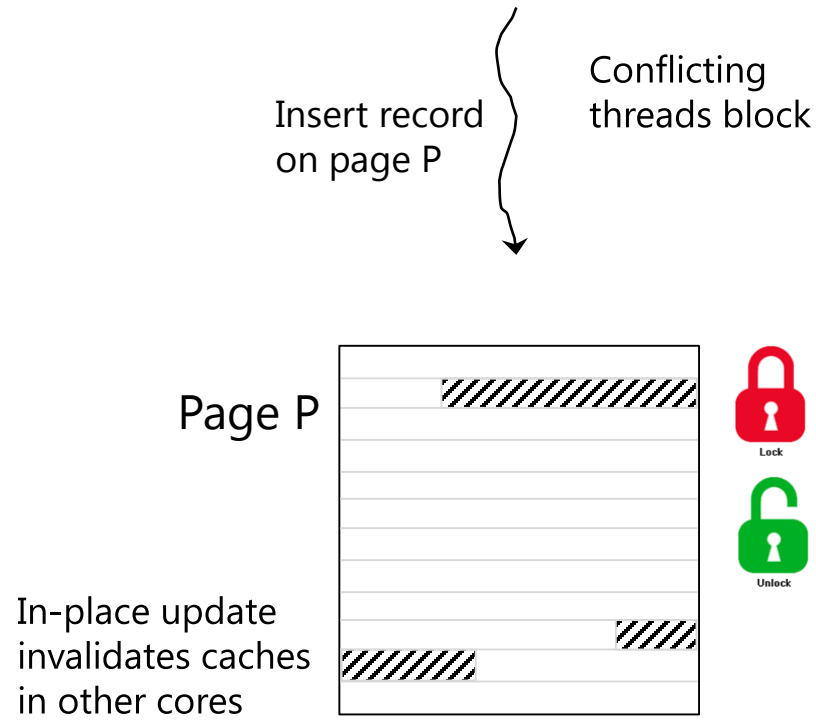 Conflicting
threads block
Insert record
on page P
Page P
Lock
Unlock
In-place update
invalidates caches
in other cores